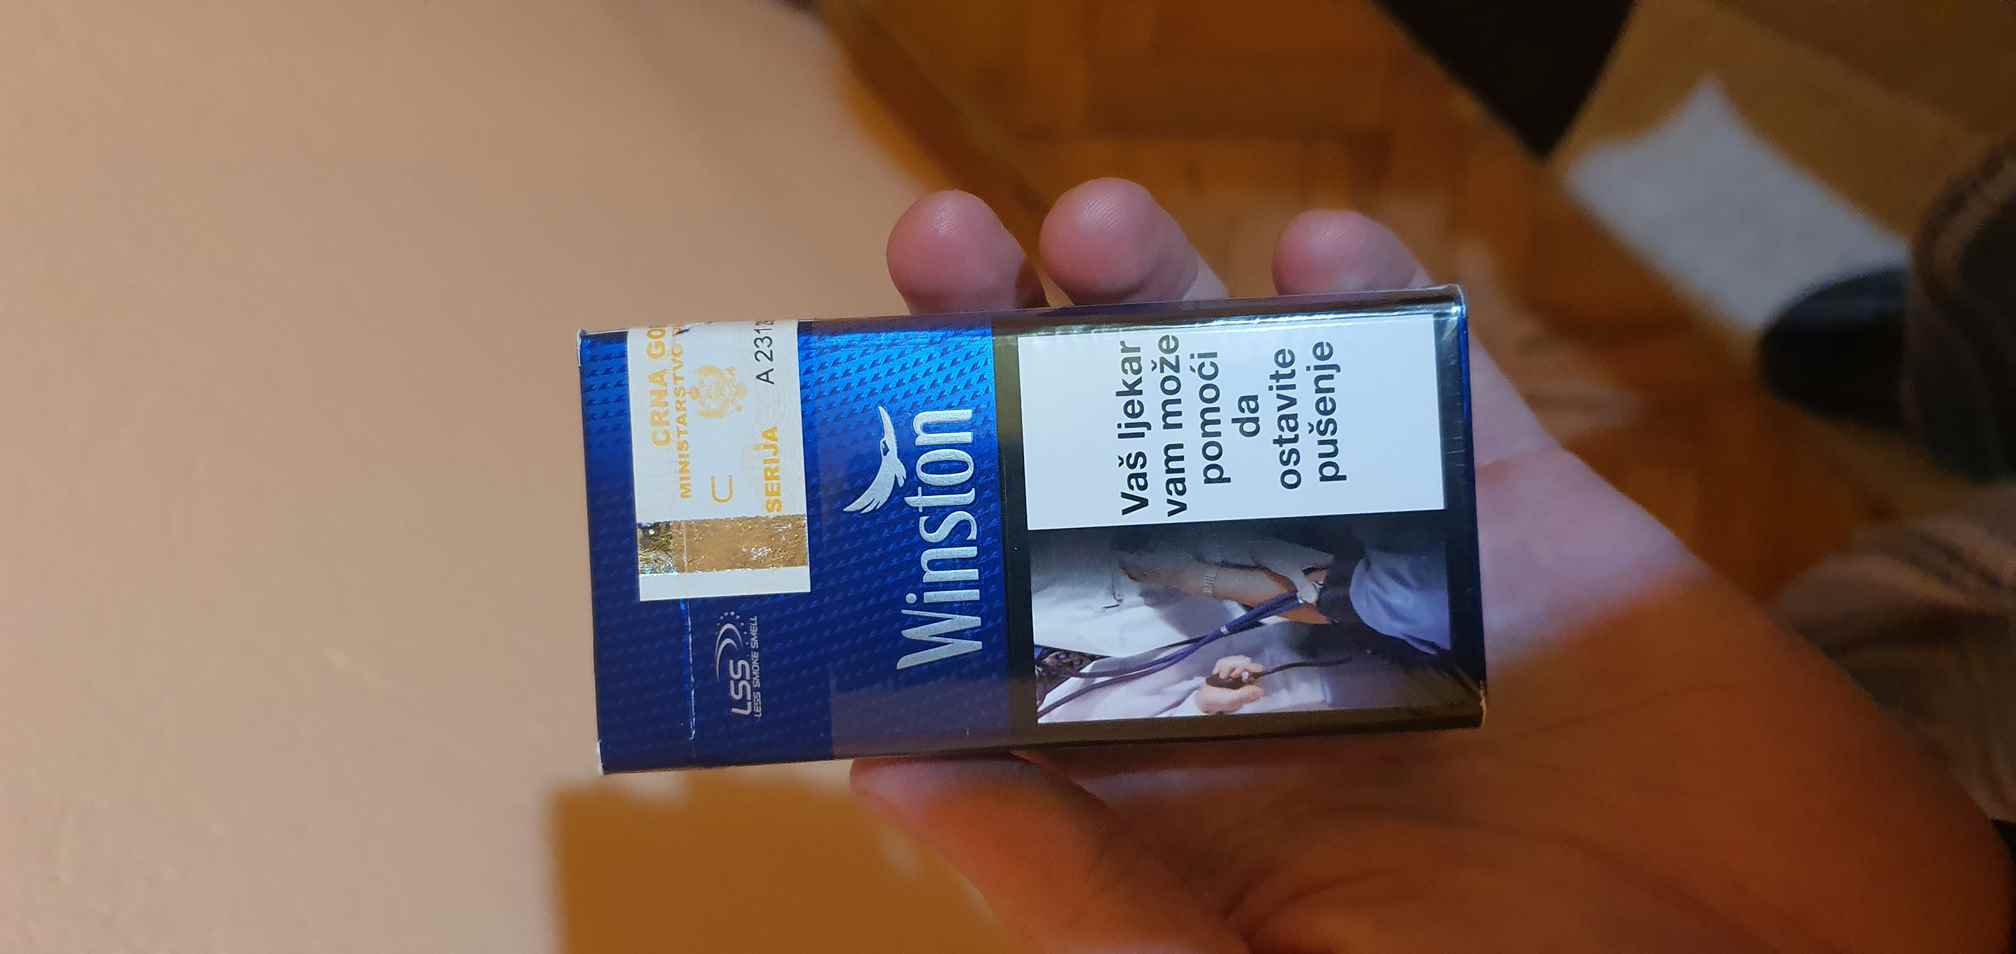 CRNA GO
MINISTARSTVO
C
SERIJA A 231
LSS
LESS SMOKE SMELL
Winston
Vaš ljekar
vam može
pomoći
da
ostavite
pušenje